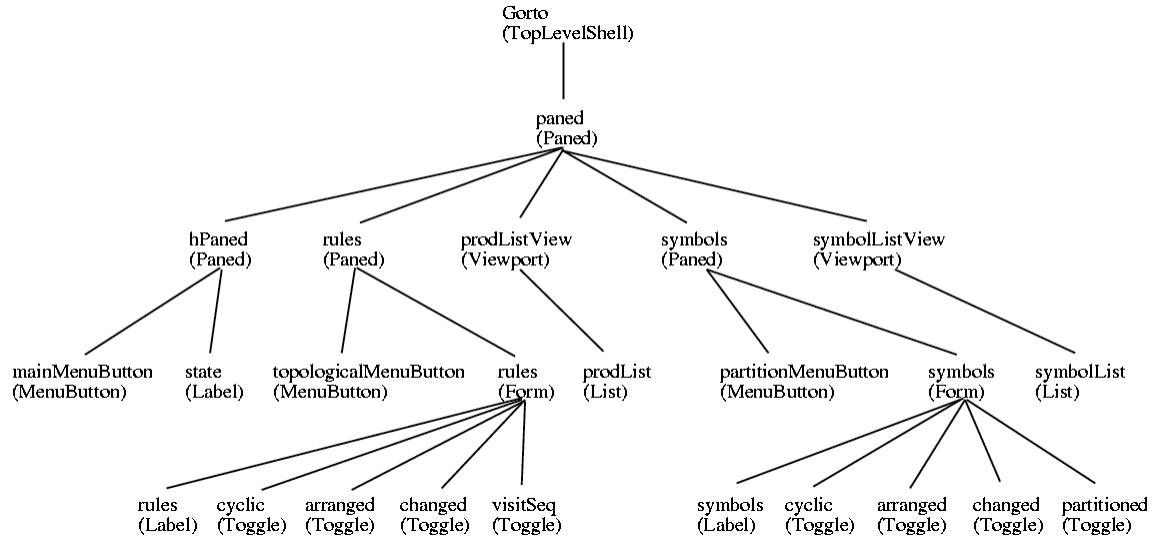 Gorto
(TopLevelShell)
paned
(Paned)
hPaned rules prodListView symbols symbolListView
(Paned) (Paned) (Viewport) (Paned) (Viewport)
mainMenuButton state topologicalMenuButton rules prodList partitionMenuButton symbols symbolList
(MenuButton) (Label) (MenuButton) (Form) (List) (MenuButton) (Form) (List)
rules cyclic arranged changed visitSeq symbols cyclic arranged changed partitioned
(Label) (Toggle) (Toggle) (Toggle) (Toggle) (Label) (Toggle) (Toggle) (Toggle) (Toggle)